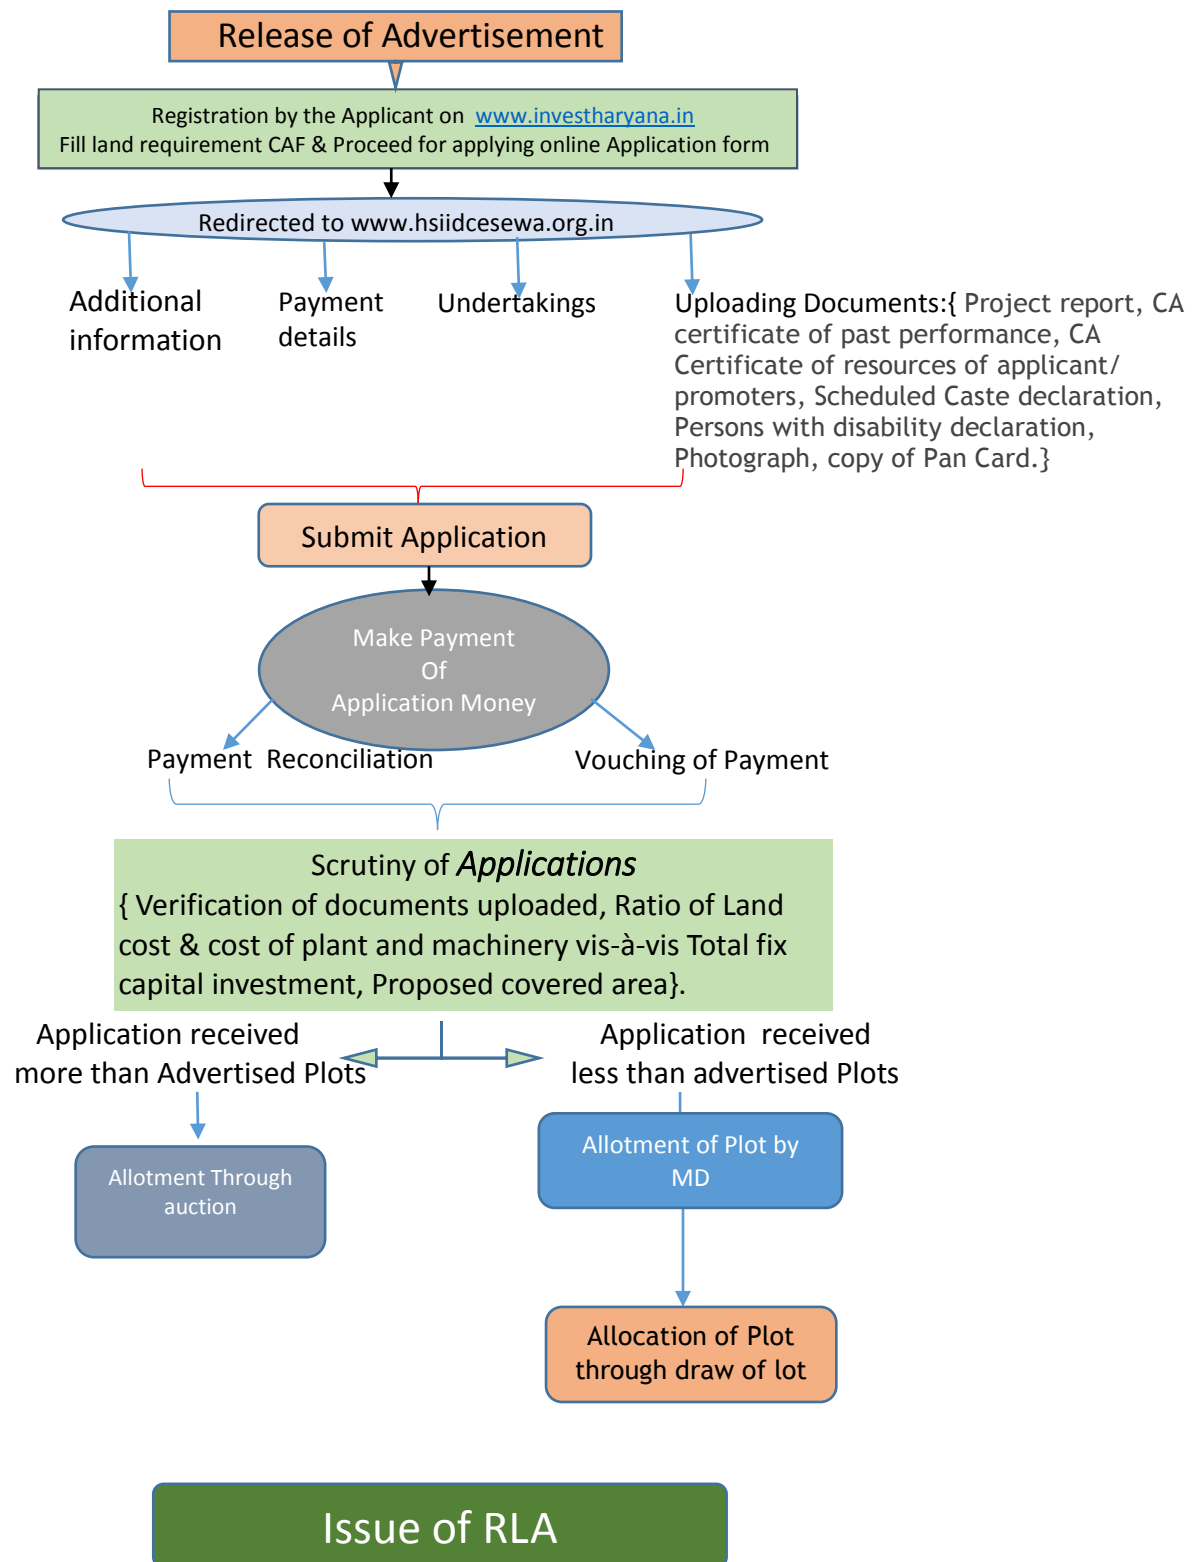 Release of Advertisement
Registration by the Applicant on www.investharyana.in
Fill land requirement CAF & Proceed for applying online Application form
Redirected to www.hsiidcesewa.org.in
Additional
information
Payment
details
Undertakings
Uploading Documents:{ Project report, CA
certificate of past performance, CA
Certificate of resources of applicant/
promoters, Scheduled Caste declaration,
Persons with disability declaration,
Photograph, copy of Pan Card.}
Submit Application
Make Payment
Of
Application Money
Payment Reconciliation
Vouching of Payment
Scrutiny of Applications
{ Verification of documents uploaded, Ratio of Land
cost & cost of plant and machinery vis-à-vis Total fix
capital investment, Proposed covered area}.
Application received
more than Advertised Plots
Application received
less than advertised Plots
Allotment Through
auction
Allotment of Plot by
MD
Allocation of Plot
through draw of lot
Issue of RLA